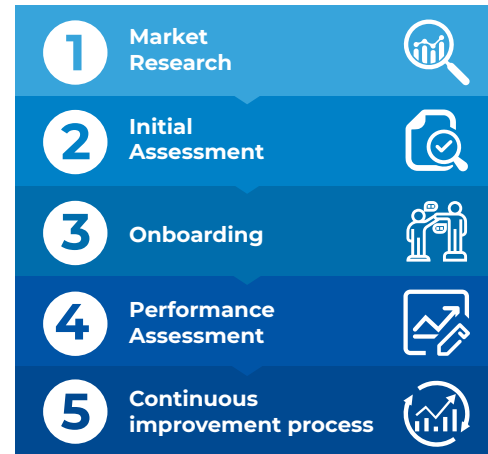 1
Market
Research
2
Initial
Assessment
3
Onboarding
4
Performance
Assessment
5
Continuous
improvement process